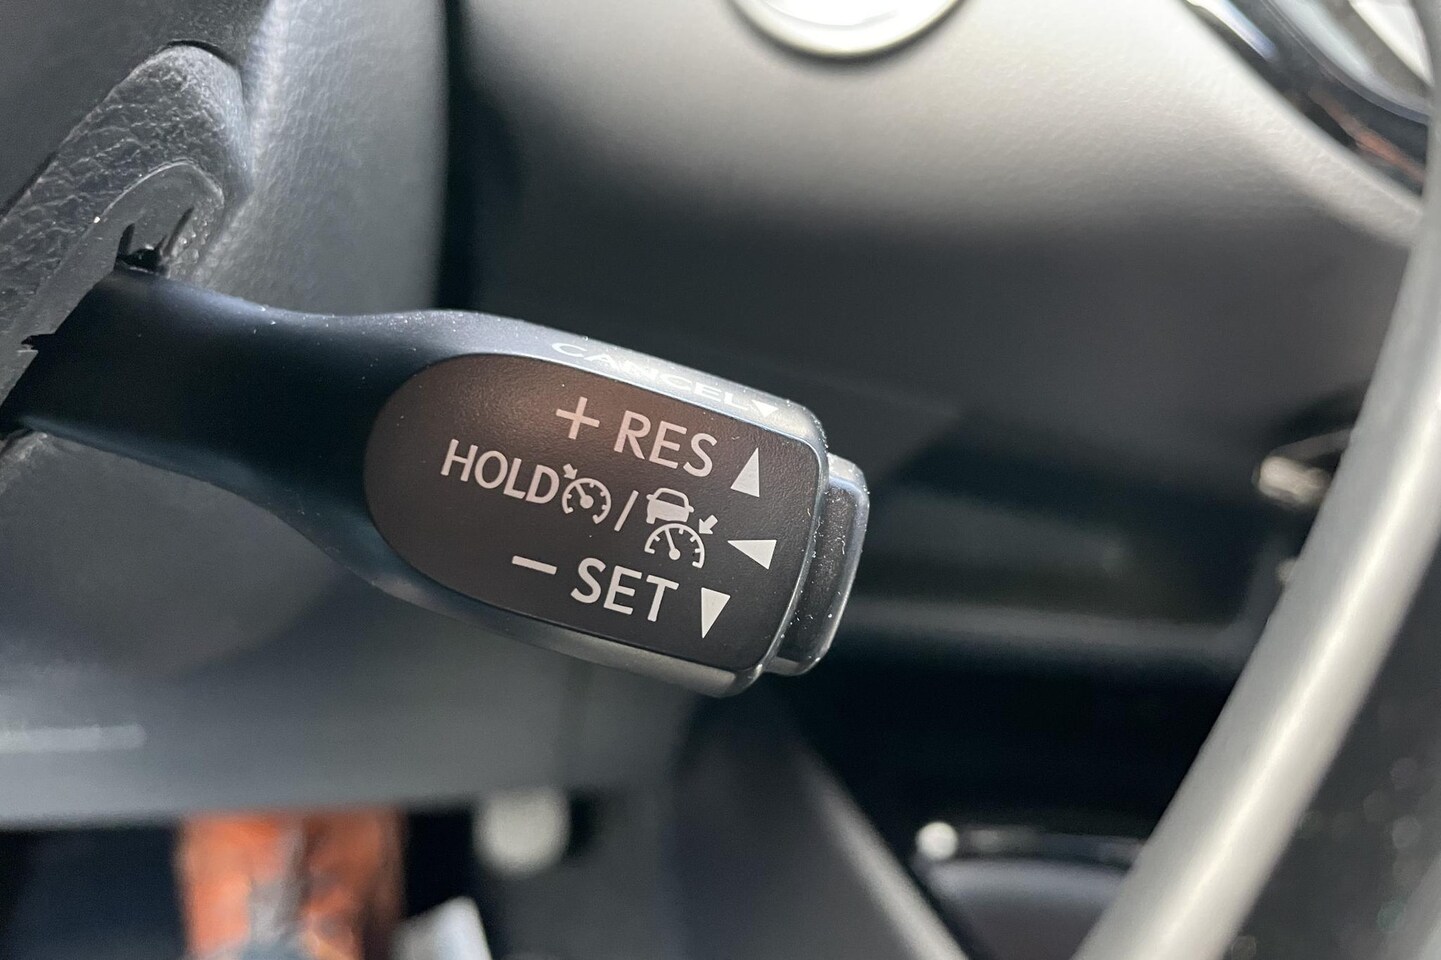 CANCEL▼
+ RES ▲
HOLD / ◀
− SET ▼